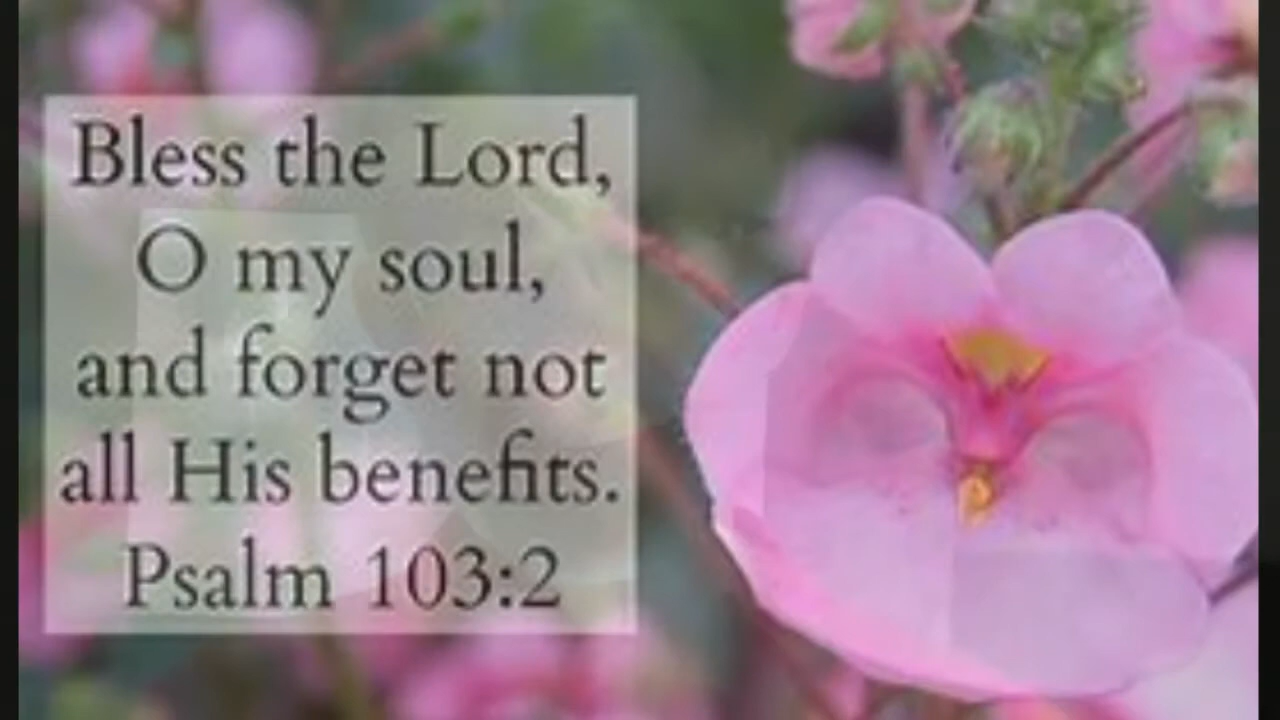 Bless the Lord,
O my soul,
and forget not
all His benefits.
Psalm 103:2